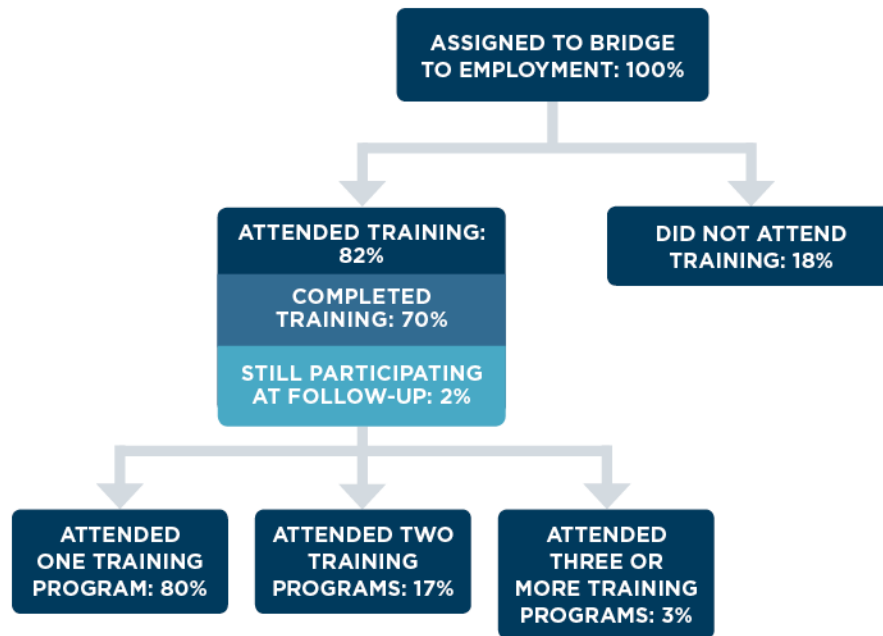 ASSIGNED TO BRIDGE
TO EMPLOYMENT: 100%
ATTENDED TRAINING:
82%
COMPLETED
TRAINING: 70%
STILL PARTICIPATING
AT FOLLOW-UP: 2%
DID NOT ATTEND
TRAINING: 18%
ATTENDED
ONE TRAINING
PROGRAM: 80%
ATTENDED TWO
TRAINING
PROGRAMS: 17%
ATTENDED
THREE OR
MORE TRAINING
PROGRAMS: 3%